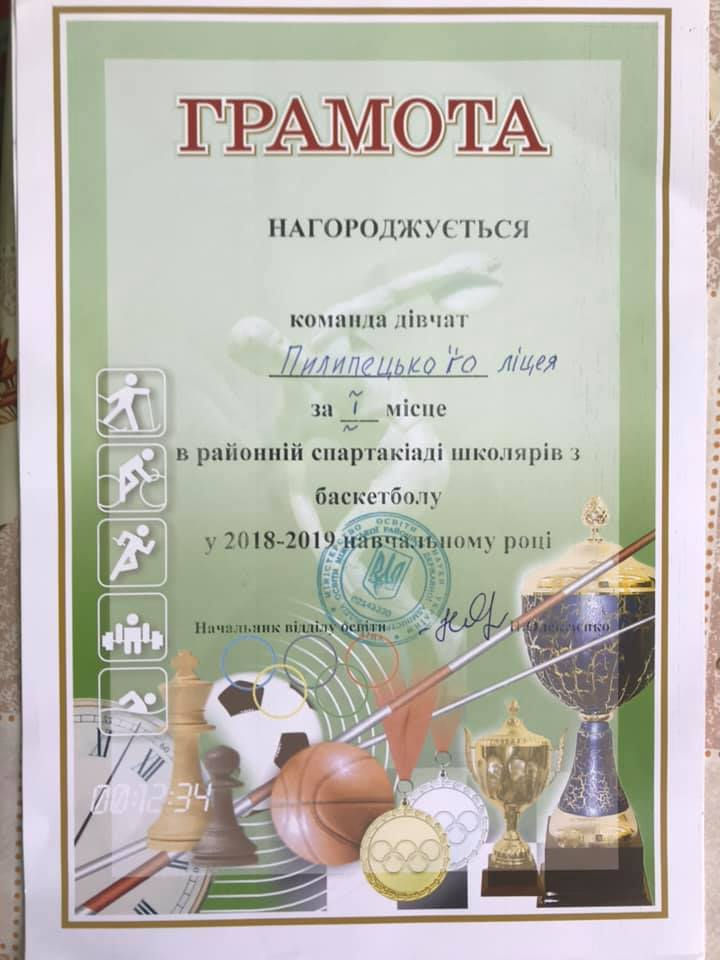 ГРАМОТА
НАГОРОДЖУЄТЬСЯ
команда дівчат
Пилипецького ліцея
за І місце
в районній спартакіаді школярів з
баскетболу
у 2018-2019 навчальному році
Начальник відділу освіти
02143330
00:12:34